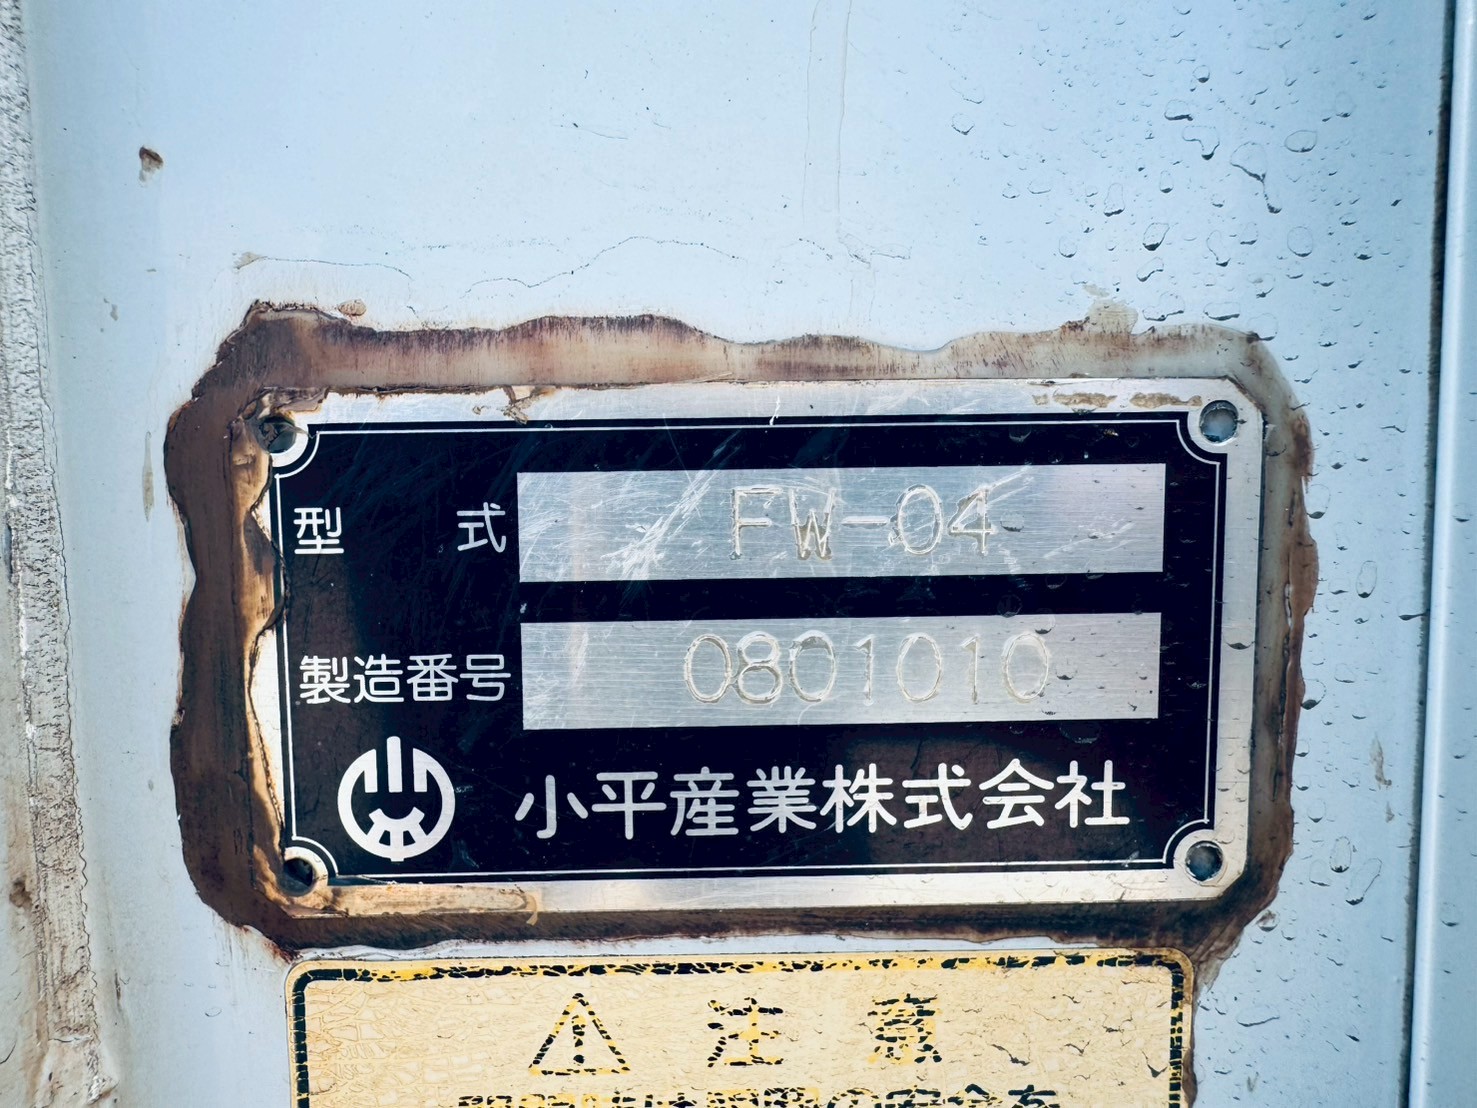 型式 FW-04
製造番号 0801010
小平産業株式会社
注意